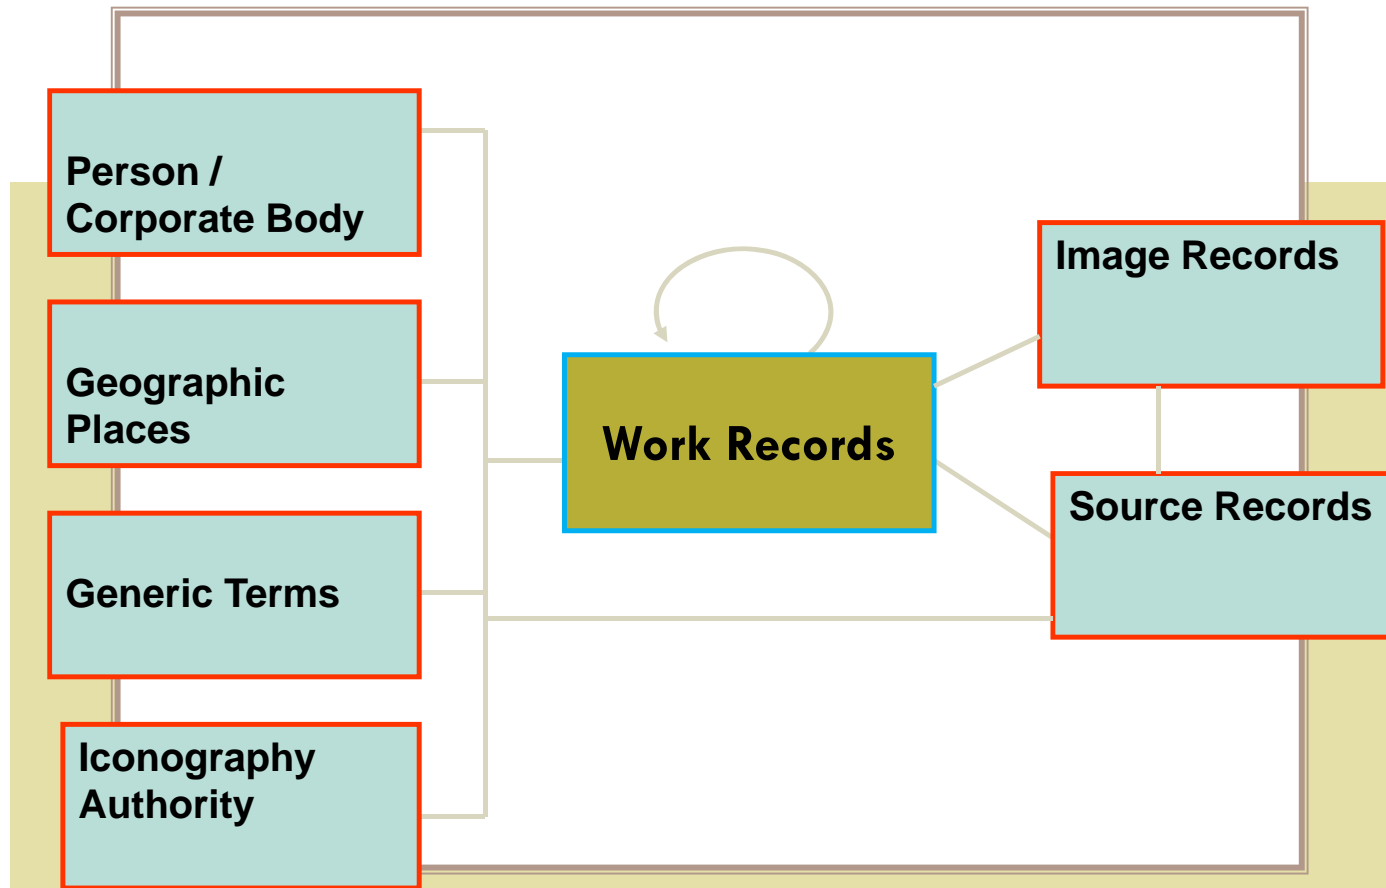 Person /
Corporate Body
Geographic
Places
Generic Terms
Iconography
Authority
Work Records
Image Records
Source Records